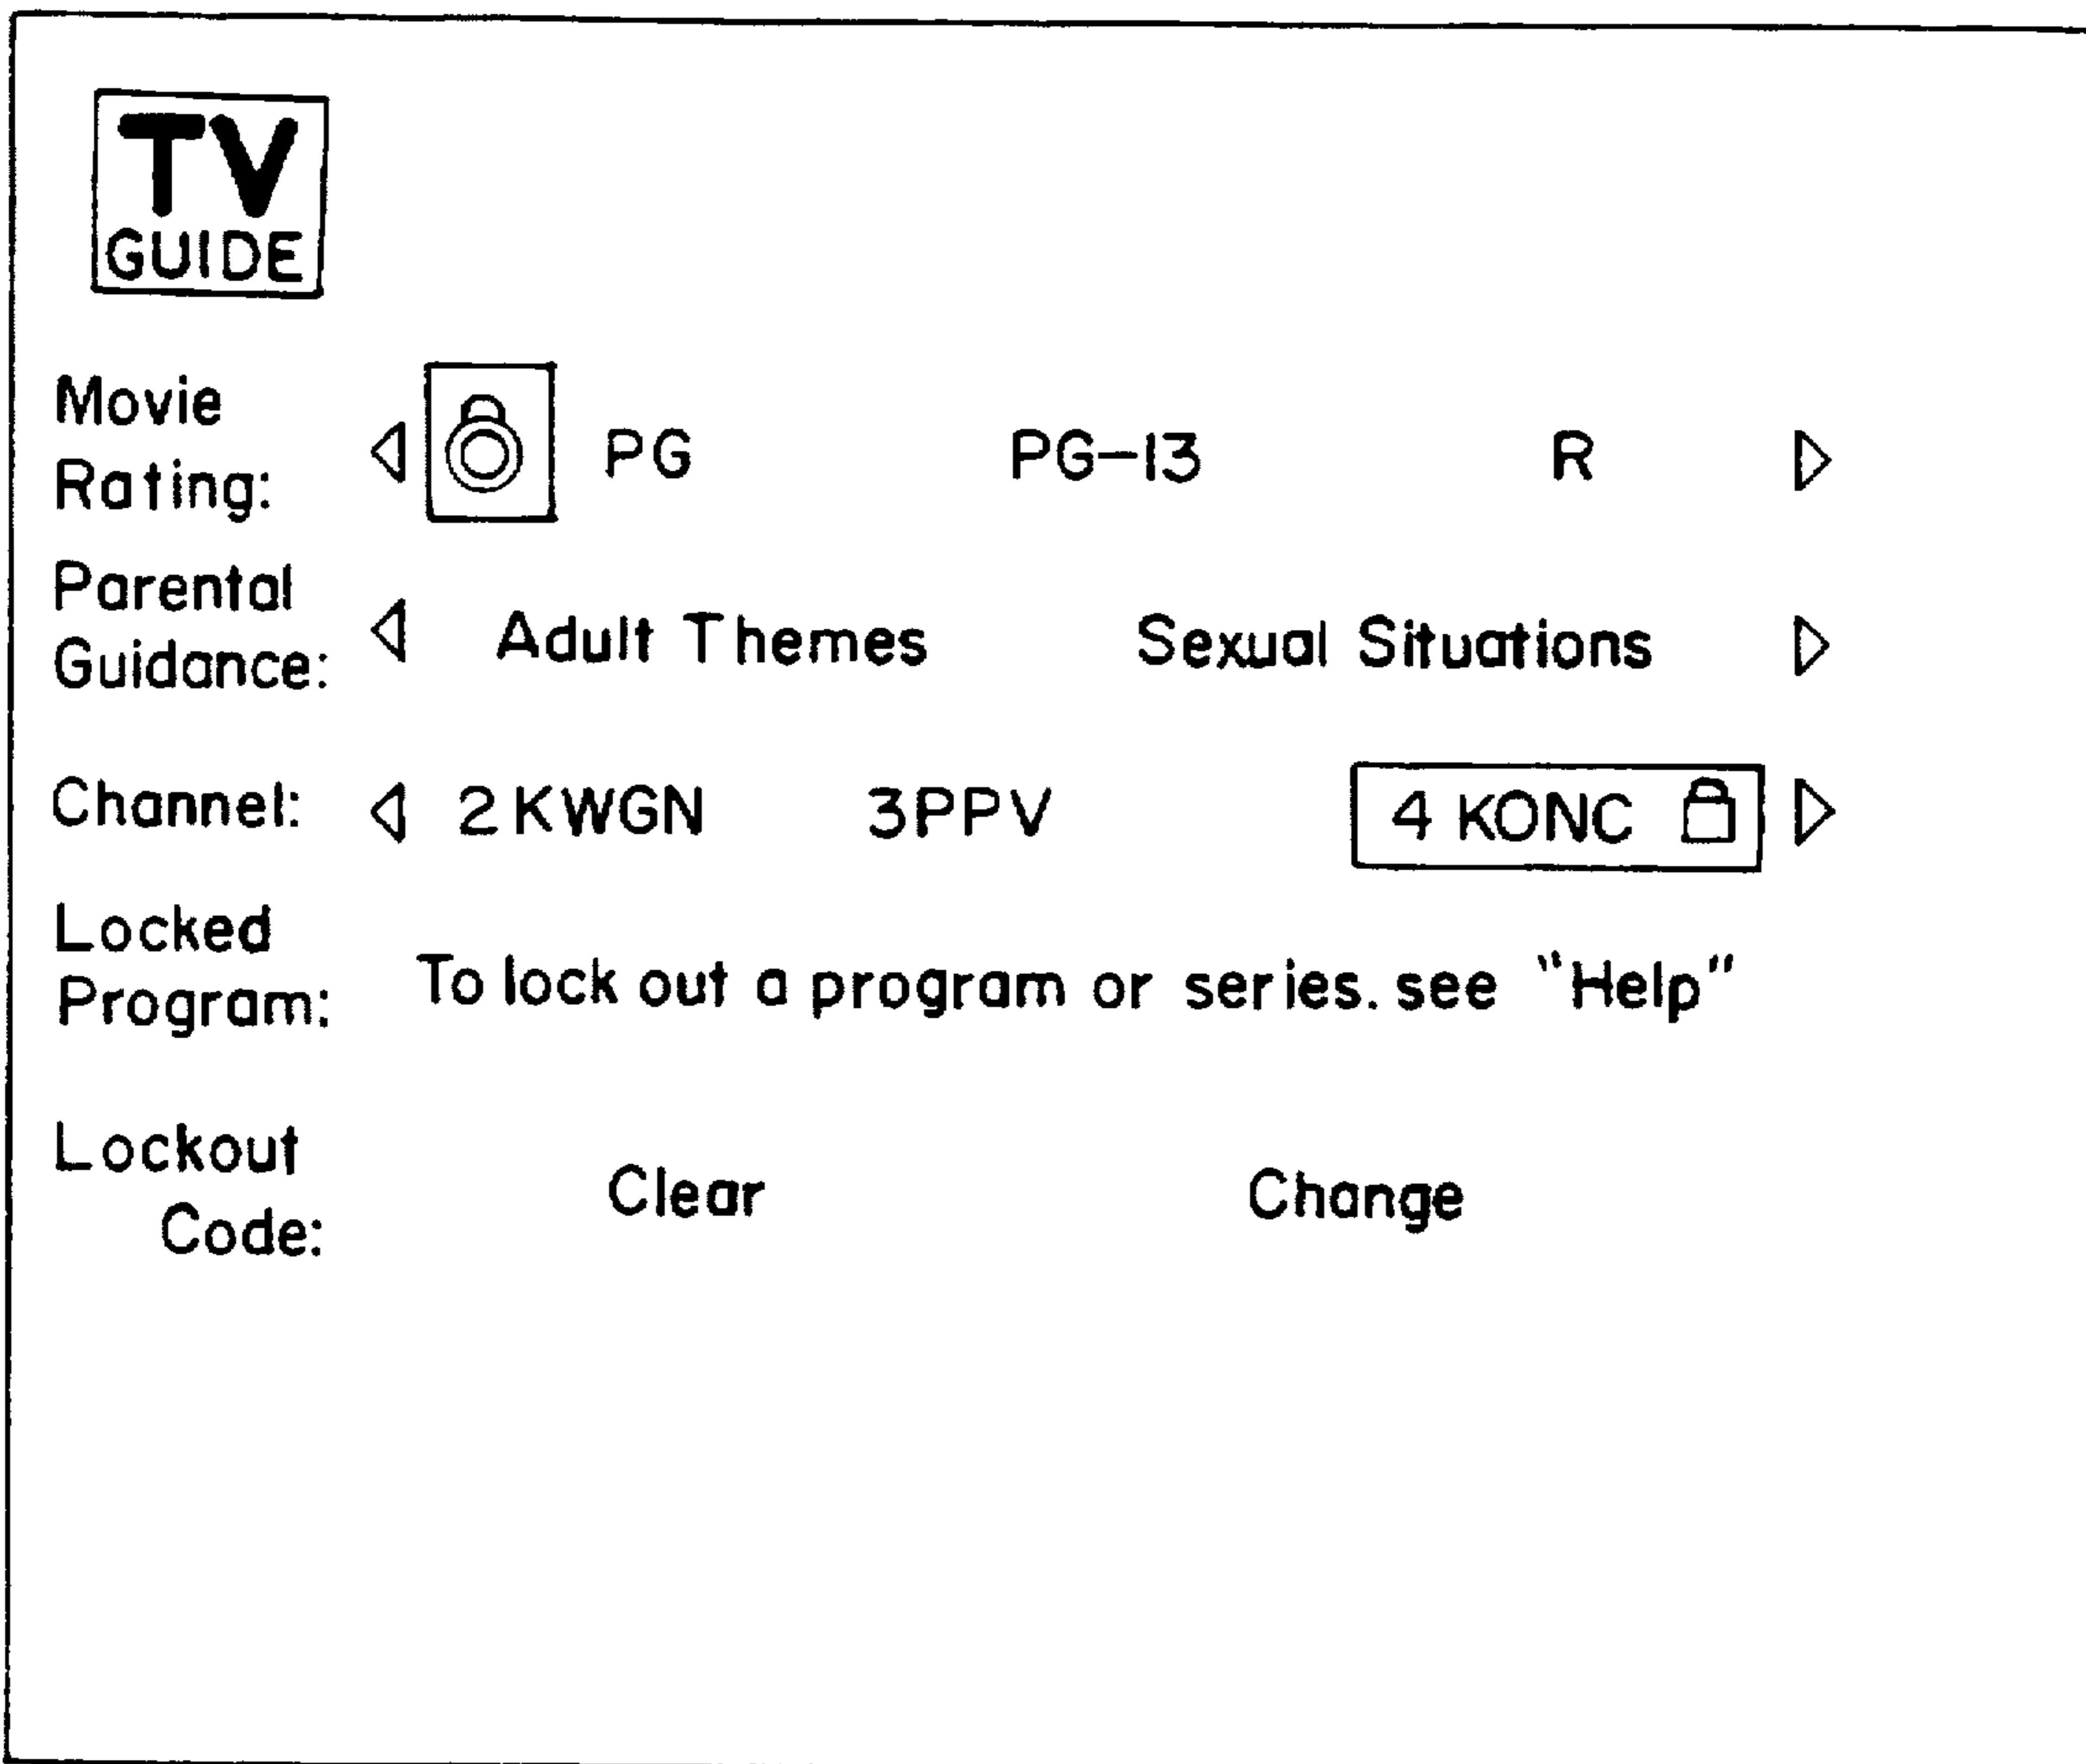 TV
GUIDE
Movie
Rating:
PG PG-13 R
Parental
Guidance:
Adult Themes Sexual Situations
Channel: 2 KWGN 3PPV 4 KONC
Locked
Program:
To lock out a program or series. see "Help"
Lockout
Code:
Clear Change